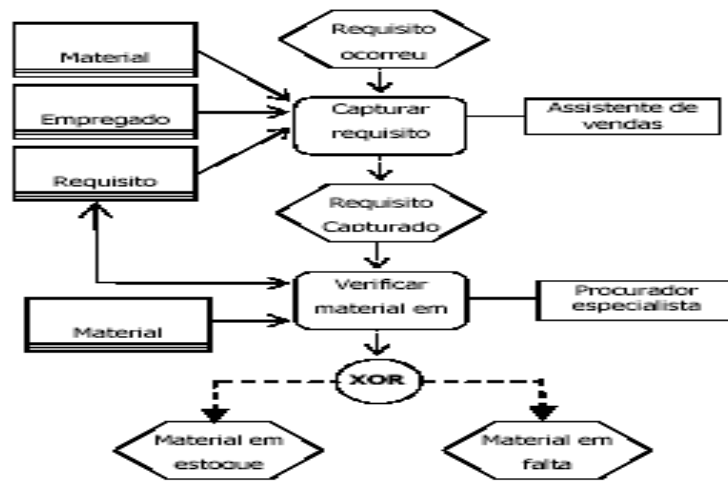 Requisito
ocorreu
Material
Empregado
Requisito
Capturar
requisito
Assistente de
vendas
Requisito
Capturado
Verificar
material em
Procurador
especialista
Material
XOR
Material em
estoque
Material em
falta